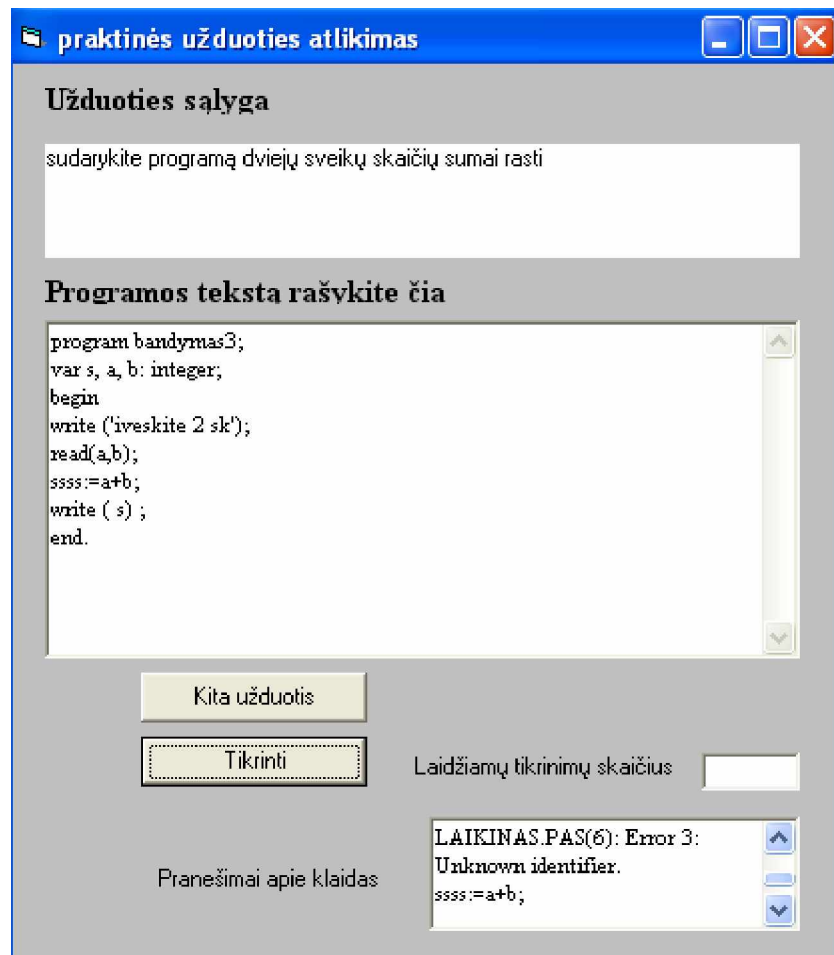 praktinės užduoties atlikimas
Užduoties sąlyga
sudarykite programą dviejų sveikų skaičių sumai rasti
Programos tekstą rašykite čia
program bandymas3;
var s, a, b: integer;
begin
write ('iveskite 2 sk');
read(a,b);
ssss:=a+b;
write ( s) ;
end.
Kita užduotis
Tikrinti
Laidžiamų tikrinimų skaičius
Pranešimai apie klaidas
LAIKINAS.PAS(6): Error 3:
Unknown identifier.
ssss:=a+b;